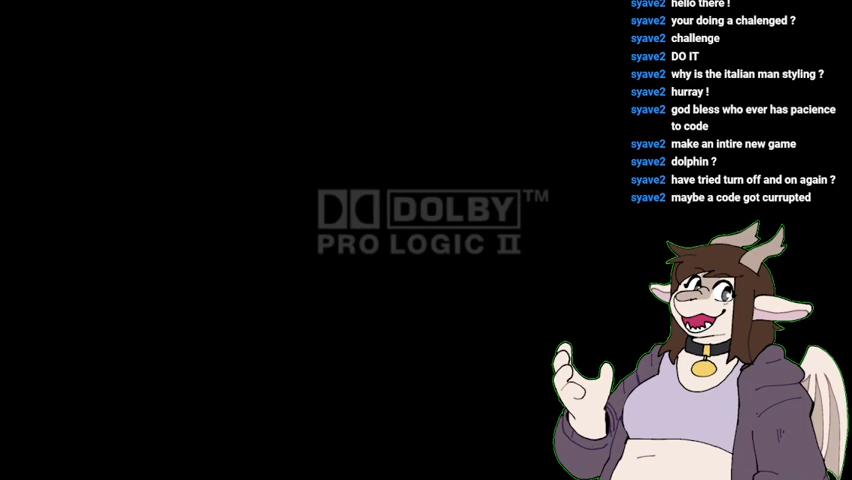 syave2 hello there !
syave2 your doing a chalenged ?
syave2 challenge
syave2 DO IT
syave2 why is the italian man styling ?
syave2 hurray !
syave2 god bless who ever has pacience
to code
syave2 make an intire new game
syave2 dolphin ?
syave2 have tried turn off and on again ?
syave2 maybe a code got currupted
DOLBY™
PRO LOGIC II